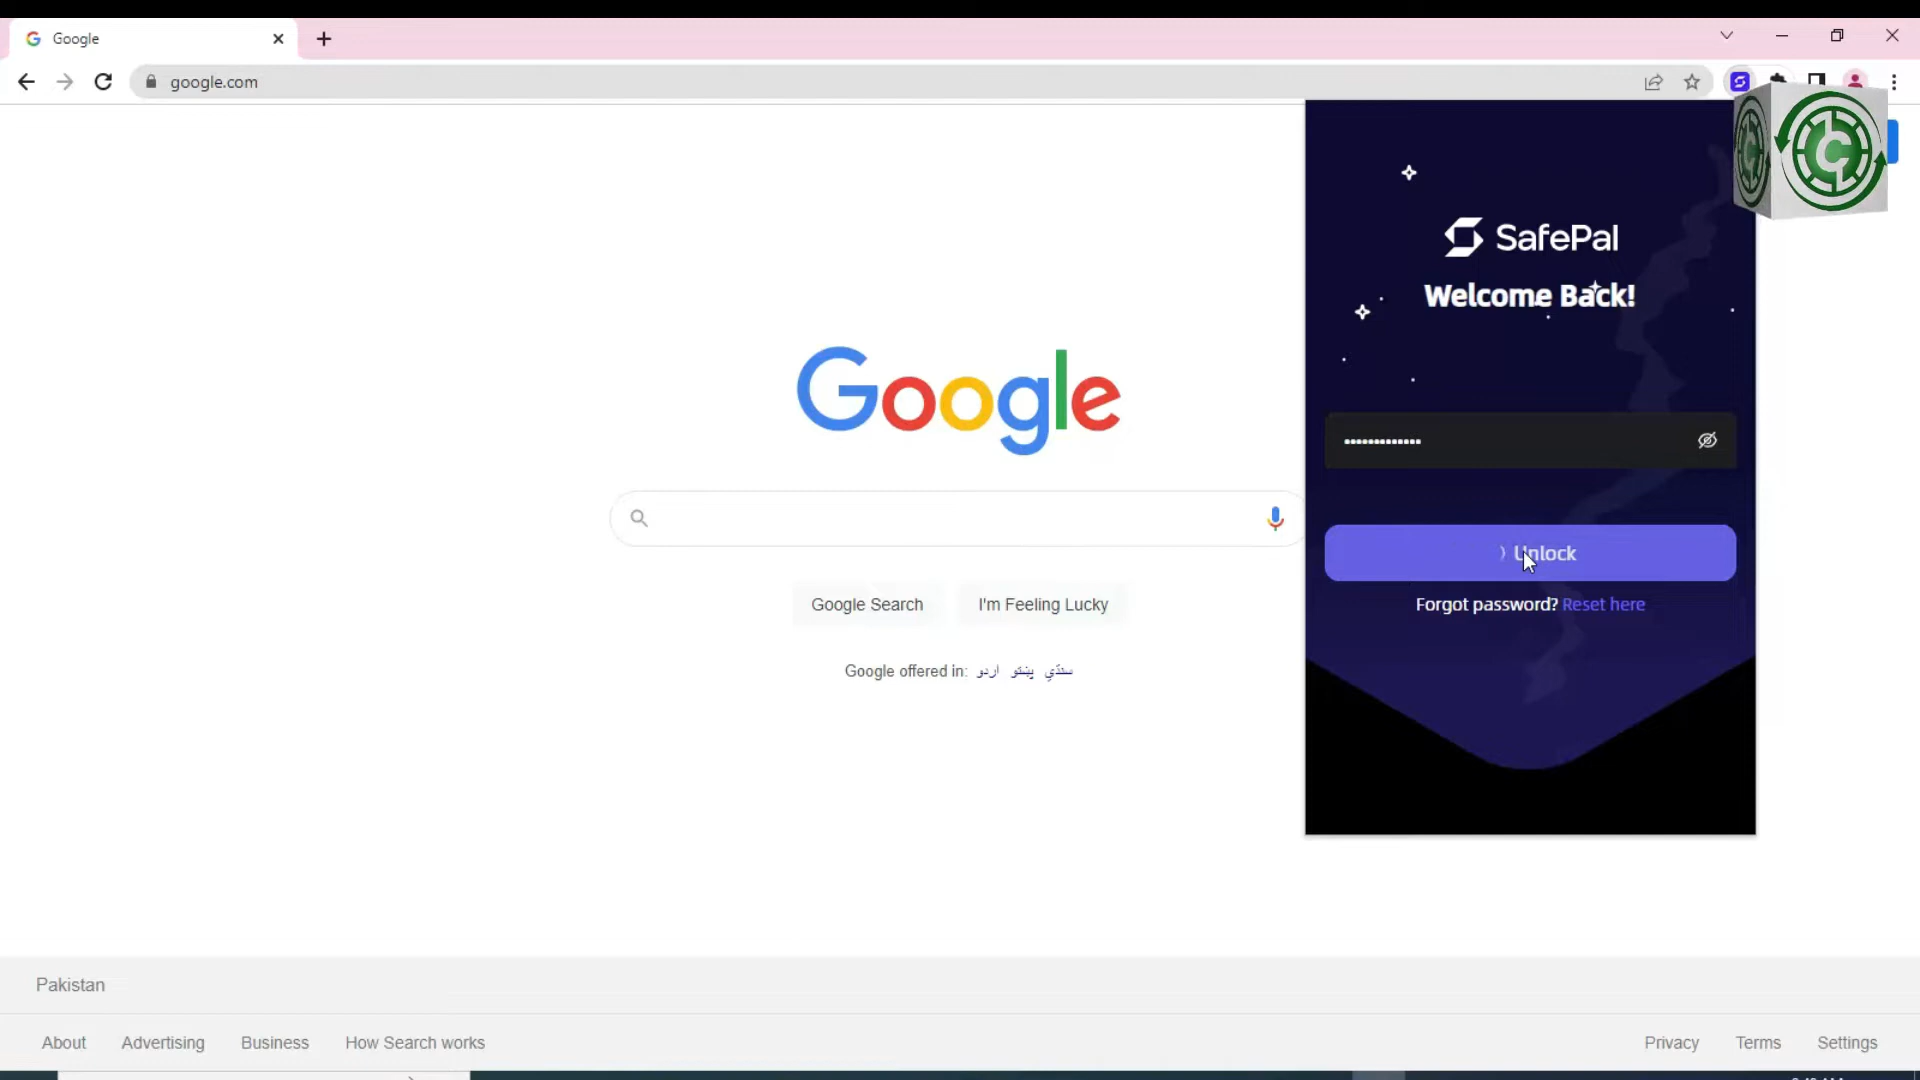 Google
google.com
SafePal
Welcome Back!
Google
•••••••••••••
Unlock
Forgot password? Reset here
Google Search
I'm Feeling Lucky
Google offered in: اردو پښتو سنڌي
Pakistan
About
Advertising
Business
How Search works
Privacy
Terms
Settings